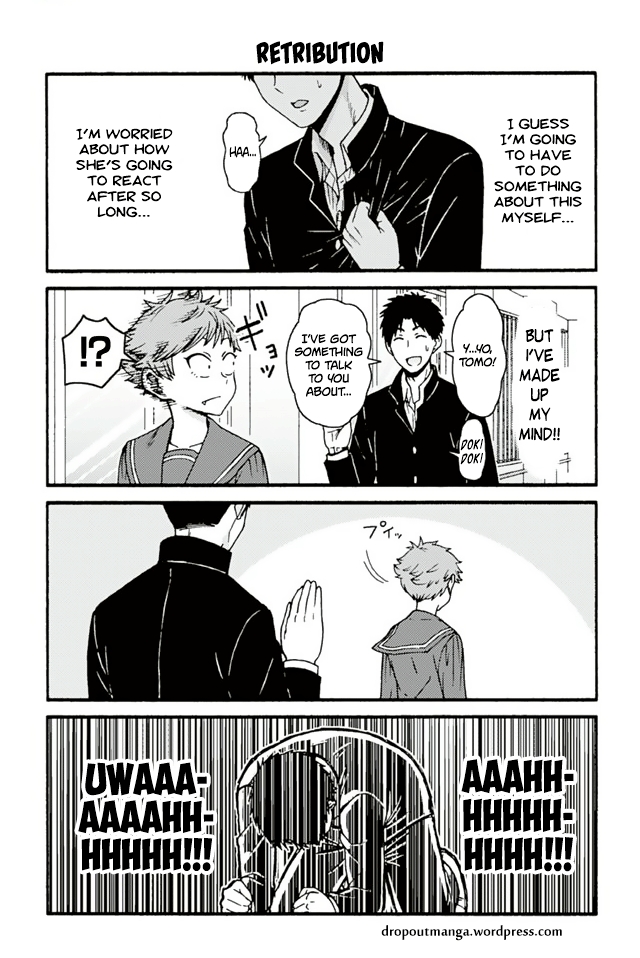 RETRIBUTION
I GUESS
I'M GOING
TO HAVE
TO DO
SOMETHING
ABOUT THIS
MYSELF...
HAA...
I'M WORRIED
ABOUT HOW
SHE'S GOING
TO REACT
AFTER SO
LONG...
BUT
I'VE
MADE
UP
MY
MIND!!
Y...YO,
TOMO!
DOKI
DOKI
I'VE GOT
SOMETHING
TO TALK
TO YOU
ABOUT...
ギョッ
!?
プイッ
AAAHH-
HHHHH-
HHHH!!!
UWAAA-
AAAAHH-
HHHHH!!!
dropoutmanga.wordpress.com